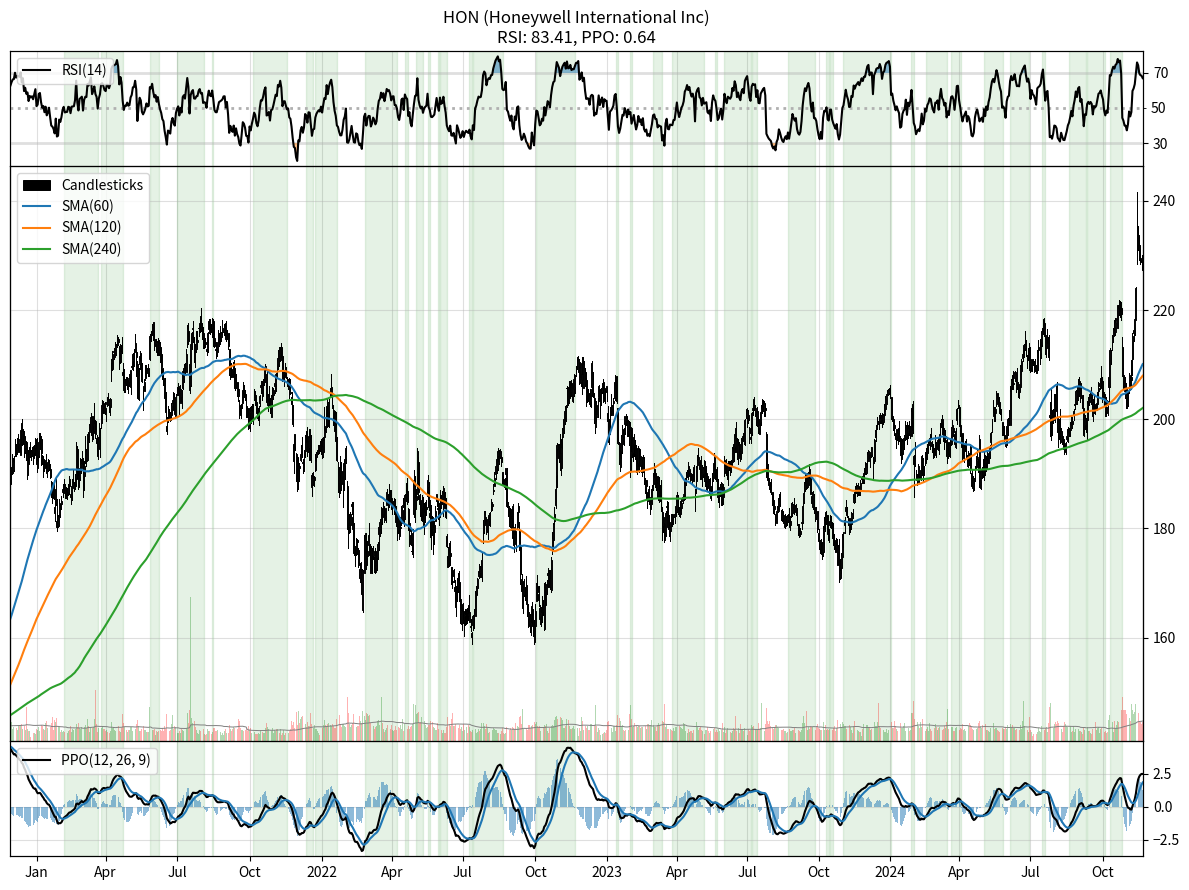 HON (Honeywell International Inc)
RSI: 83.41, PPO: 0.64
RSI(14)
70
50
30
Candlesticks
SMA(60)
SMA(120)
SMA(240)
240
220
200
180
160
PPO(12, 26, 9)
2.5
0.0
−2.5
Jan Apr Jul Oct 2022 Apr Jul Oct 2023 Apr Jul Oct 2024 Apr Jul Oct